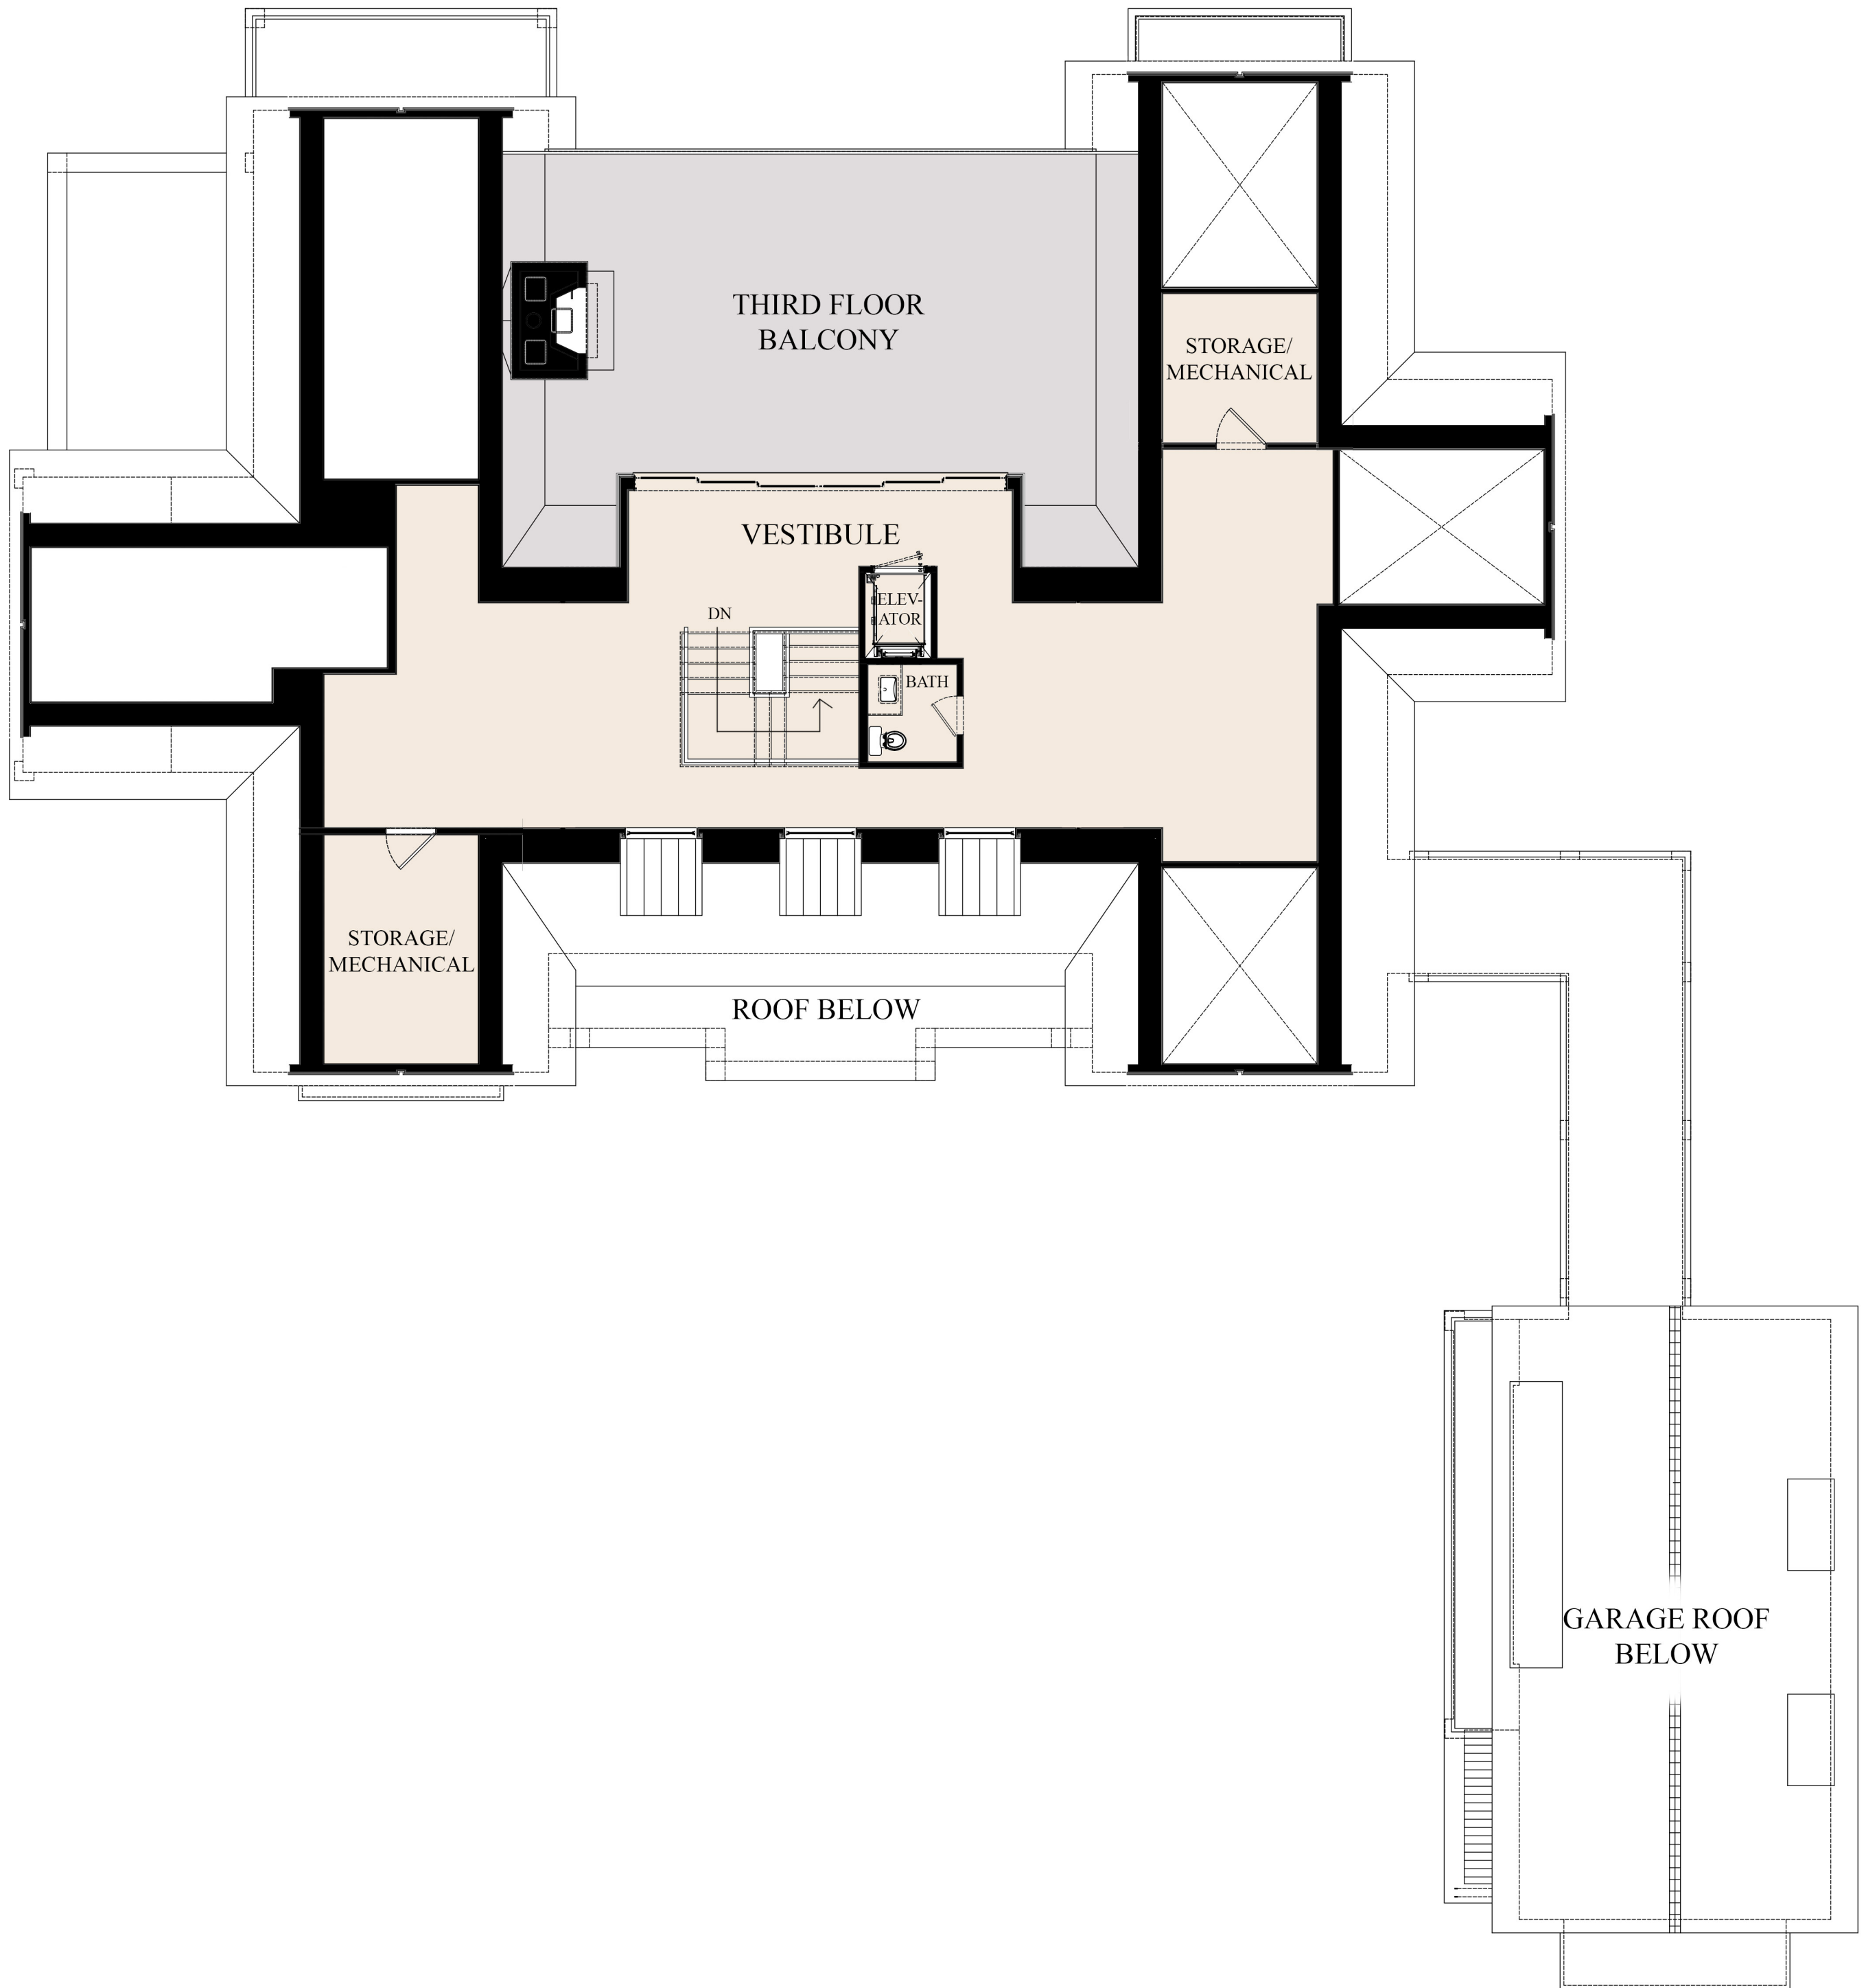 THIRD FLOOR
BALCONY
STORAGE/
MECHANICAL
VESTIBULE
ELEV-
ATOR
DN
BATH
STORAGE/
MECHANICAL
ROOF BELOW
GARAGE ROOF
BELOW